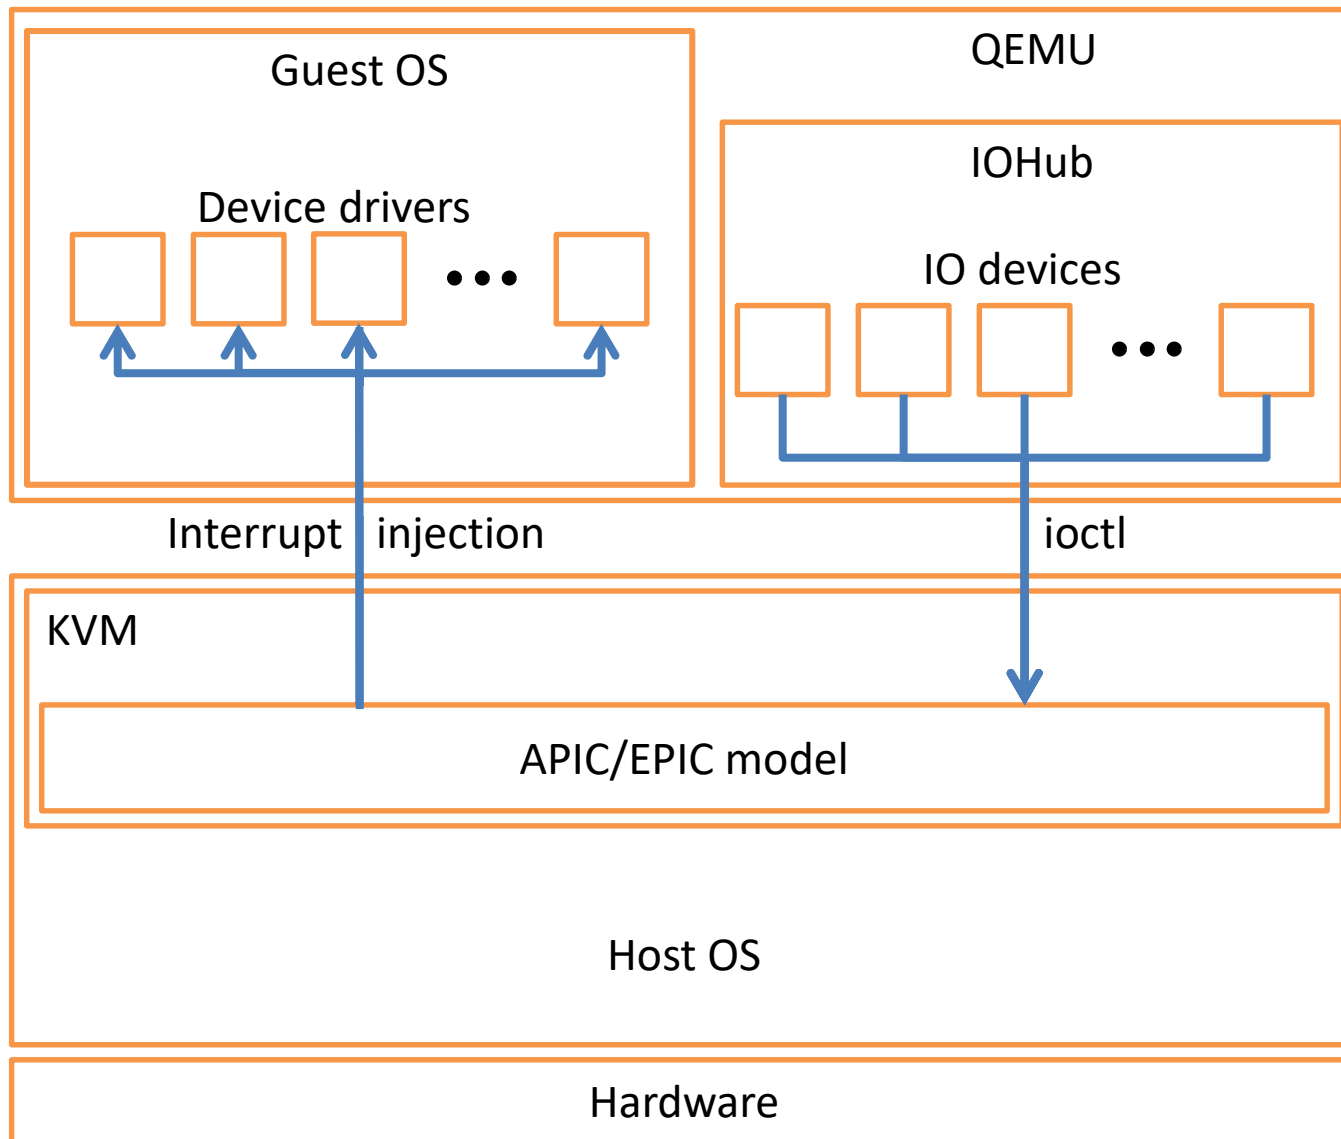 Guest OS
QEMU
IOHub
Device drivers
IO devices
Interrupt injection
ioctl
KVM
APIC/EPIC model
Host OS
Hardware